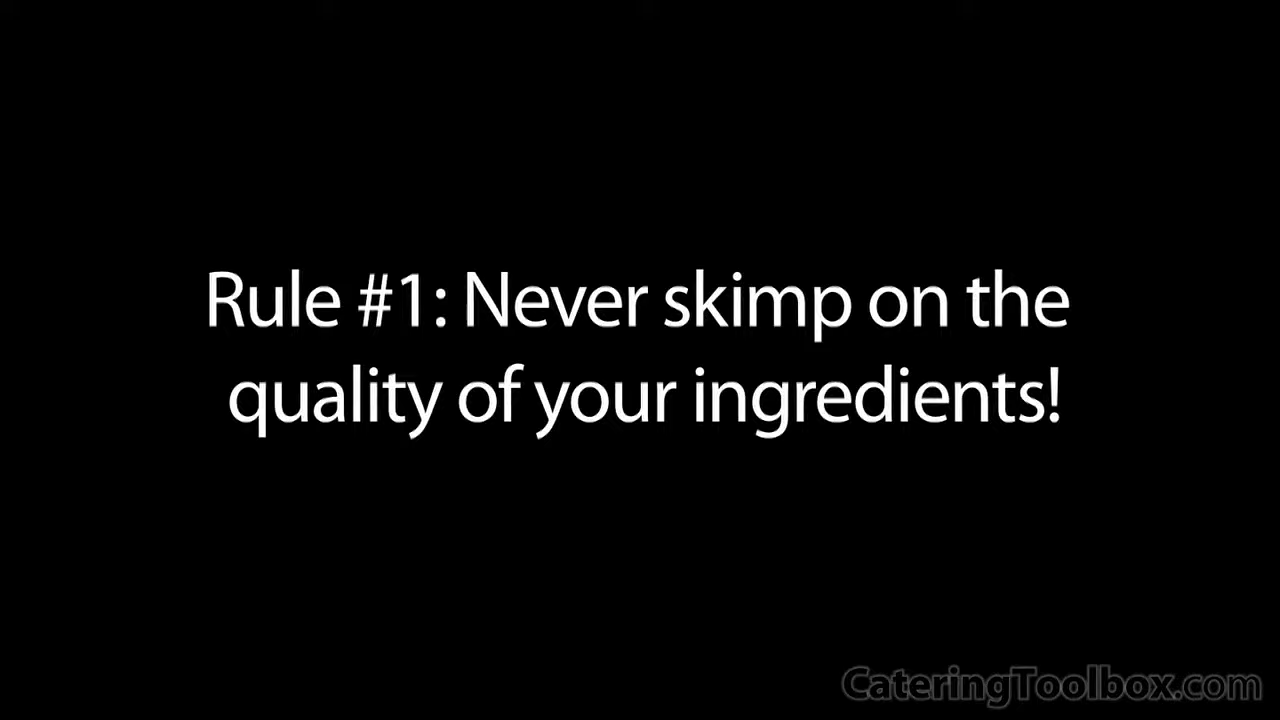 Rule #1: Never skimp on the
quality of your ingredients!
CateringToolbox.com